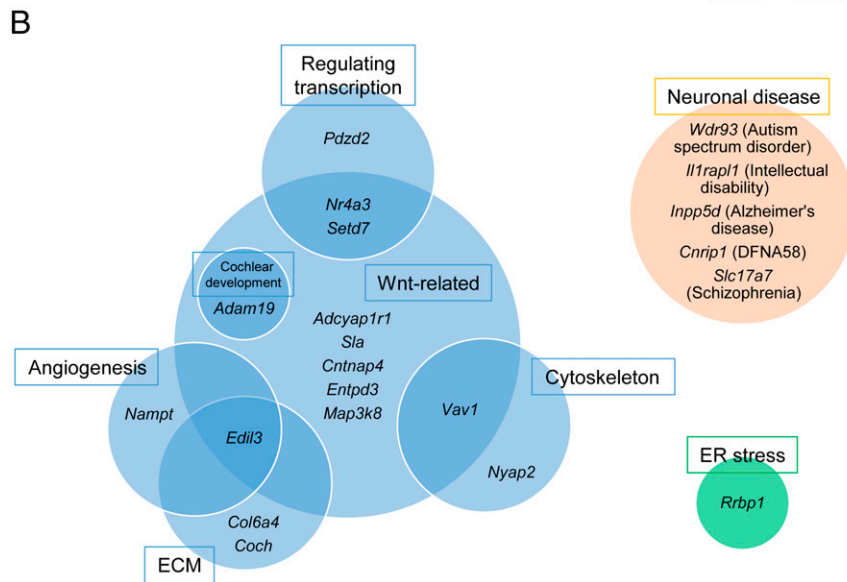 B
Regulating
transcription
Pdzd2
Nr4a3
Setd7
Cochlear
development
Adam19
Wnt-related
Adcyap1r1
Sla
Cntnap4
Entpd3
Map3k8
Angiogenesis
Nampt
Edil3
Cytoskeleton
Vav1
Nyap2
Col6a4
Coch
ECM
Neuronal disease
Wdr93 (Autism
spectrum disorder)
Il1rapl1 (Intellectual
disability)
Inpp5d (Alzheimer's
disease)
Cnrip1 (DFNA58)
Slc17a7
(Schizophrenia)
ER stress
Rrbp1